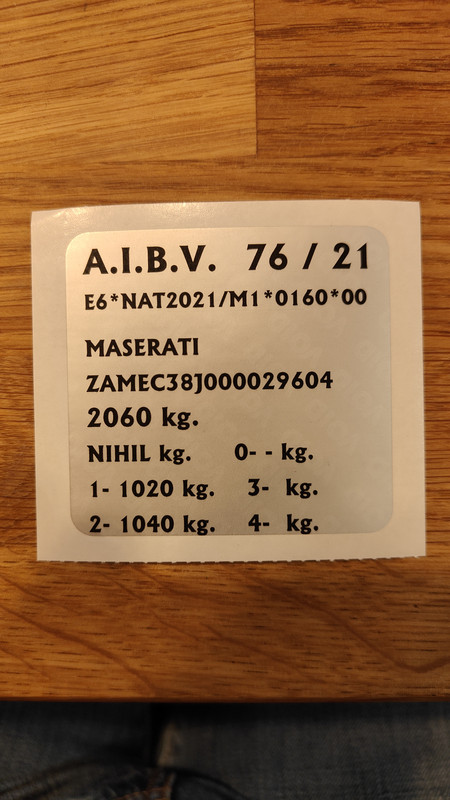 A.I.B.V. 76 / 21
E6*NAT2021/M1*0160*00
MASERATI
ZAMEC38J000029604
2060 kg.
NIHIL kg. 0- - kg.
1- 1020 kg. 3- kg.
2- 1040 kg. 4- kg.